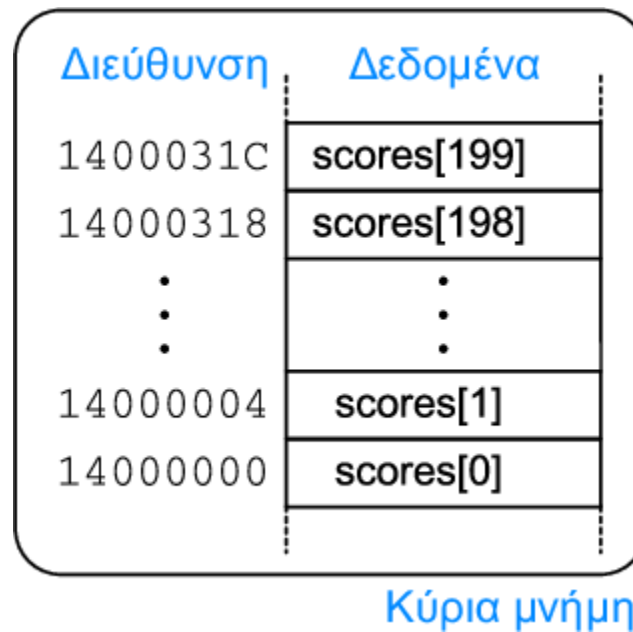 Διεύθυνση Δεδομένα
1400031C scores[199]
14000318 scores[198]
14000004 scores[1]
14000000 scores[0]
Κύρια μνήμη